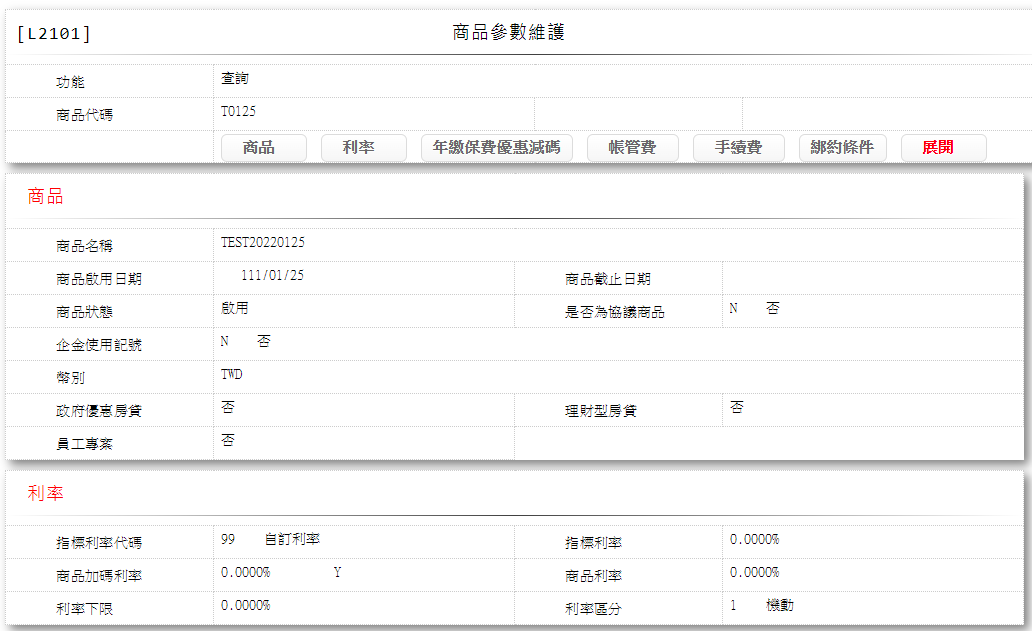 [L2101] 商品參數維護
功能 查詢
商品代碼 T0125
商品 利率 年繳保費優惠減碼 帳管費 手續費 綁約條件 展開
商品
商品名稱 TEST20220125
商品啟用日期 111/01/25 商品截止日期
商品狀態 啟用 是否為協議商品 N 否
企金使用記號 N 否
幣別 TWD
政府優惠房貸 否 理財型房貸 否
員工專案 否
利率
指標利率代碼 99 自訂利率 指標利率 0.0000%
商品加碼利率 0.0000% Y 商品利率 0.0000%
利率下限 0.0000% 利率區分 1 機動